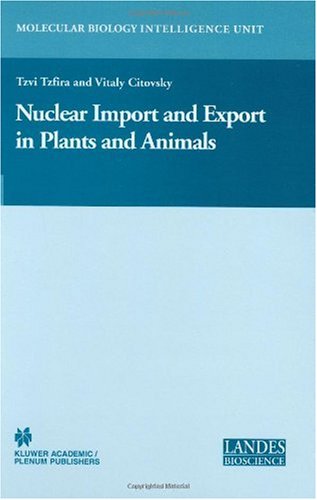 MOLECULAR BIOLOGY INTELLIGENCE UNIT
Tzvi Tzfira and Vitaly Citovsky
Nuclear Import and Export
in Plants and Animals
KLUWER ACADEMIC /
PLENUM PUBLISHERS
LANDES
BIOSCIENCE